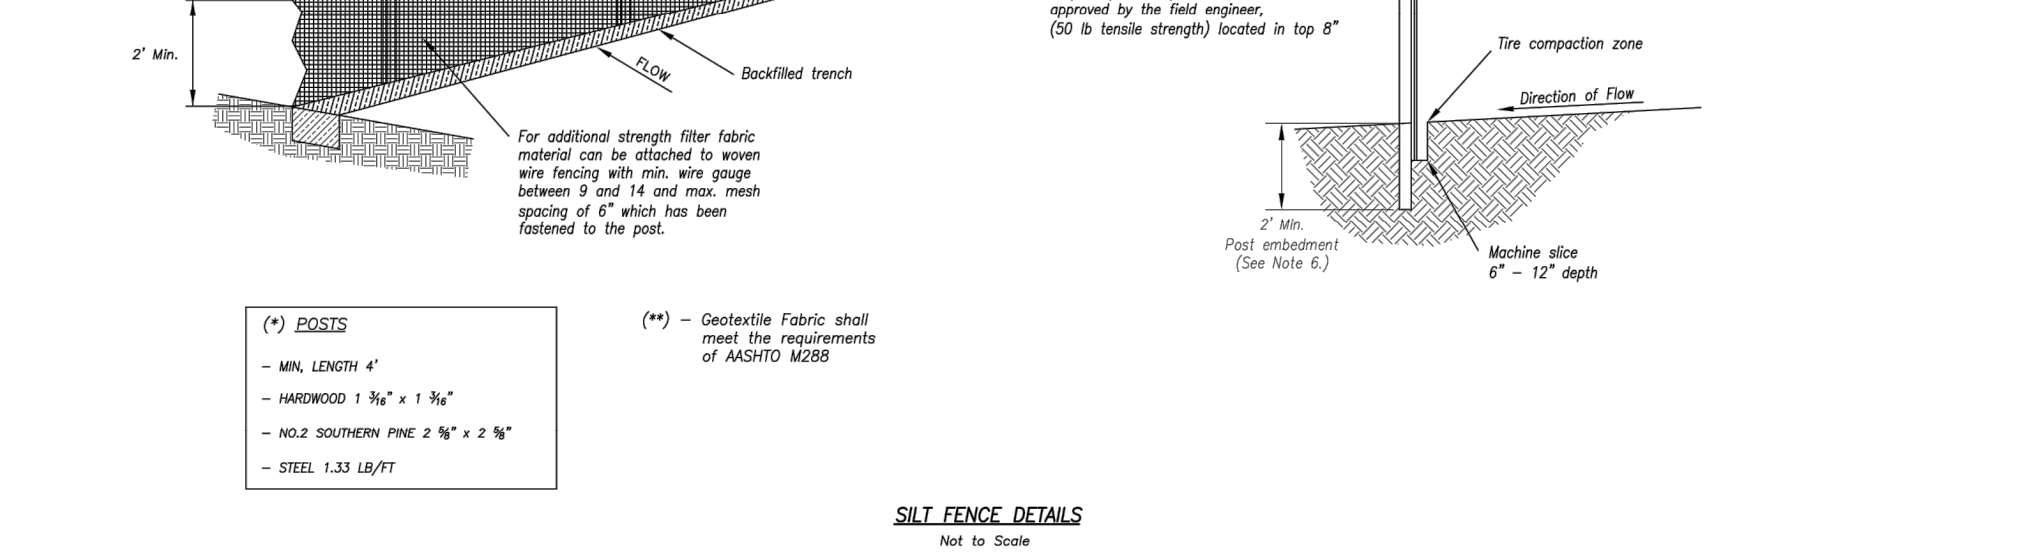 approved by the field engineer,
(50 lb tensile strength) located in top 8"
2' Min.
FLOW
Backfilled trench
Tire compaction zone
Direction of Flow
For additional strength filter fabric
material can be attached to woven
wire fencing with min. wire gauge
between 9 and 14 and max. mesh
spacing of 6" which has been
fastened to the post.
2' Min.
Post embedment
(See Note 6.)
Machine slice
6" – 12" depth
(*) POSTS
– MIN, LENGTH 4'
– HARDWOOD 1 3/16" x 1 3/16"
– NO.2 SOUTHERN PINE 2 5/8" x 2 5/8"
– STEEL 1.33 LB/FT
(**) – Geotextile Fabric shall
meet the requirements
of AASHTO M288
SILT FENCE DETAILS
Not to Scale